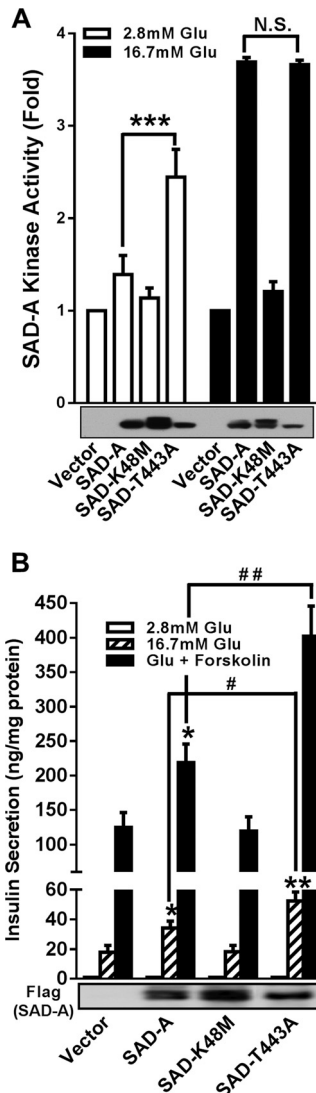 A
2.8mM Glu
16.7mM Glu
N.S.
***
SAD-A Kinase Activity (Fold)
4
3
2
1
0
Vector
SAD-A
SAD-K48M
SAD-T443A
Vector
SAD-A
SAD-K48M
SAD-T443A
B
##
2.8mM Glu
16.7mM Glu
Glu + Forskolin
#
*
*
**
Insulin Secretion (ng/mg protein)
450
400
350
300
250
200
150
100
60
40
20
0
Flag
(SAD-A)
Vector
SAD-A
SAD-K48M
SAD-T443A